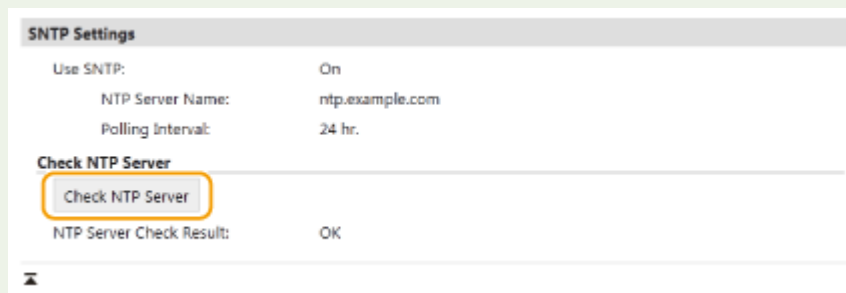 SNTP Settings
Use SNTP: On
NTP Server Name: ntp.example.com
Polling Interval: 24 hr.
Check NTP Server
Check NTP Server
NTP Server Check Result: OK